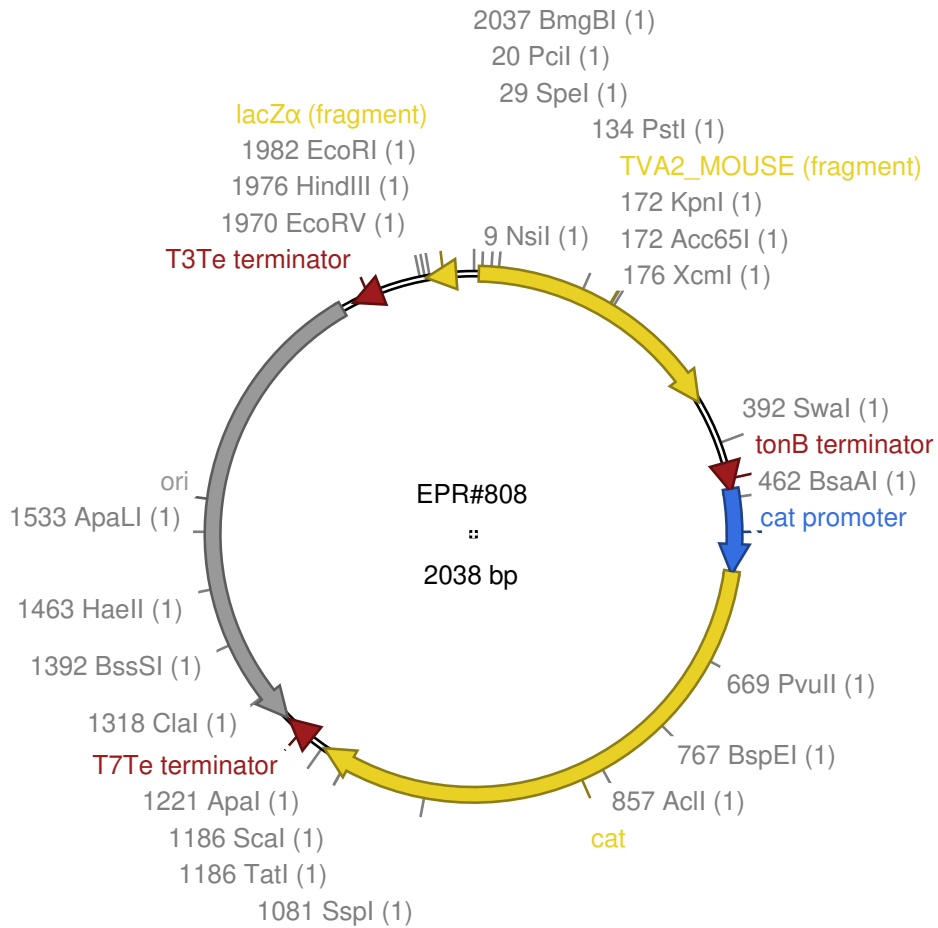 2037 BmgBI (1)
20 PciI (1)
29 SpeI (1)
134 PstI (1)
TVA2_MOUSE (fragment)
172 KpnI (1)
172 Acc65I (1)
176 XcmI (1)
9 NsiI (1)
lacZα (fragment)
1982 EcoRI (1)
1976 HindIII (1)
1970 EcoRV (1)
T3Te terminator
392 SwaI (1)
tonB terminator
462 BsaAI (1)
cat promoter
EPR#808
2038 bp
ori
1533 ApaLI (1)
1463 HaeII (1)
1392 BssSI (1)
1318 ClaI (1)
T7Te terminator
1221 ApaI (1)
1186 ScaI (1)
1186 TatI (1)
1081 SspI (1)
669 PvuII (1)
767 BspEI (1)
857 AclI (1)
cat